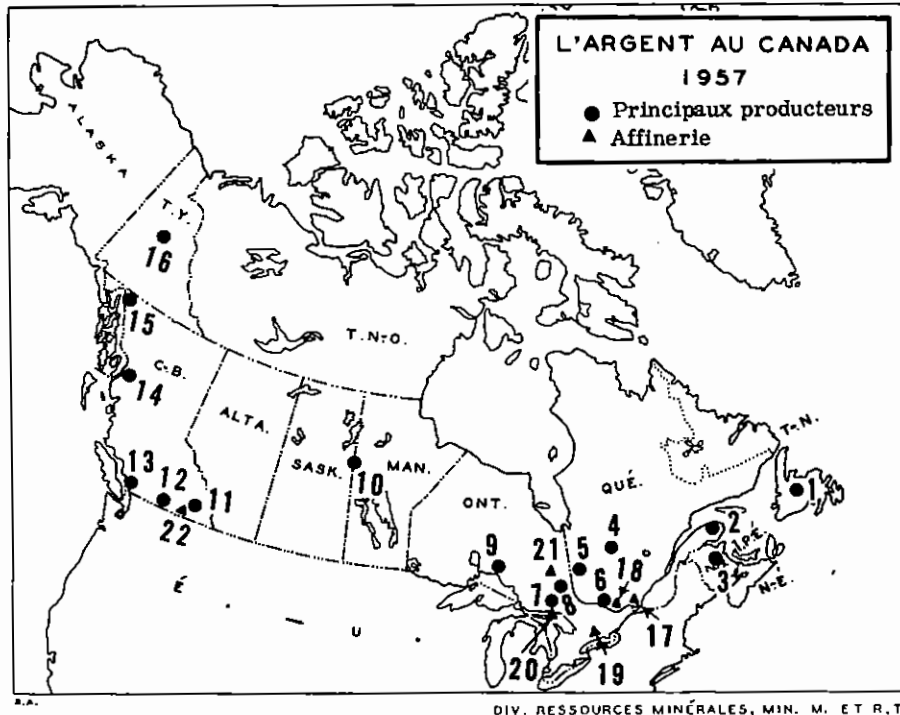 L'ARGENT AU CANADA
1957
● Principaux producteurs
▲ Affinerie
ALASKA
T.Y.
16
15
T.N-O.
C-B.
14
ALTA.
SASK.
MAN.
10
13
12
11
22
ONT.
QUÉ.
T-N.
1
2
Î.P.É.
3
N-É.
4
5
6
18
9
21
7
8
17
20
19
É
U
DIV. RESSOURCES MINÉRALES, MIN. M. ET R.T